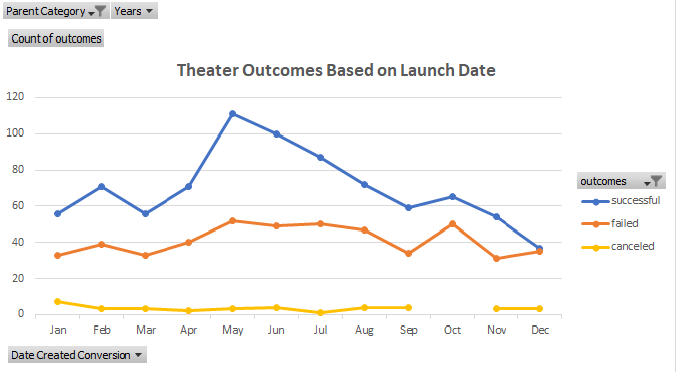 Parent Category Years
Count of outcomes
Theater Outcomes Based on Launch Date
120
100
80
60
40
20
0
Jan Feb Mar Apr May Jun Jul Aug Sep Oct Nov Dec
outcomes
successful
failed
canceled
Date Created Conversion